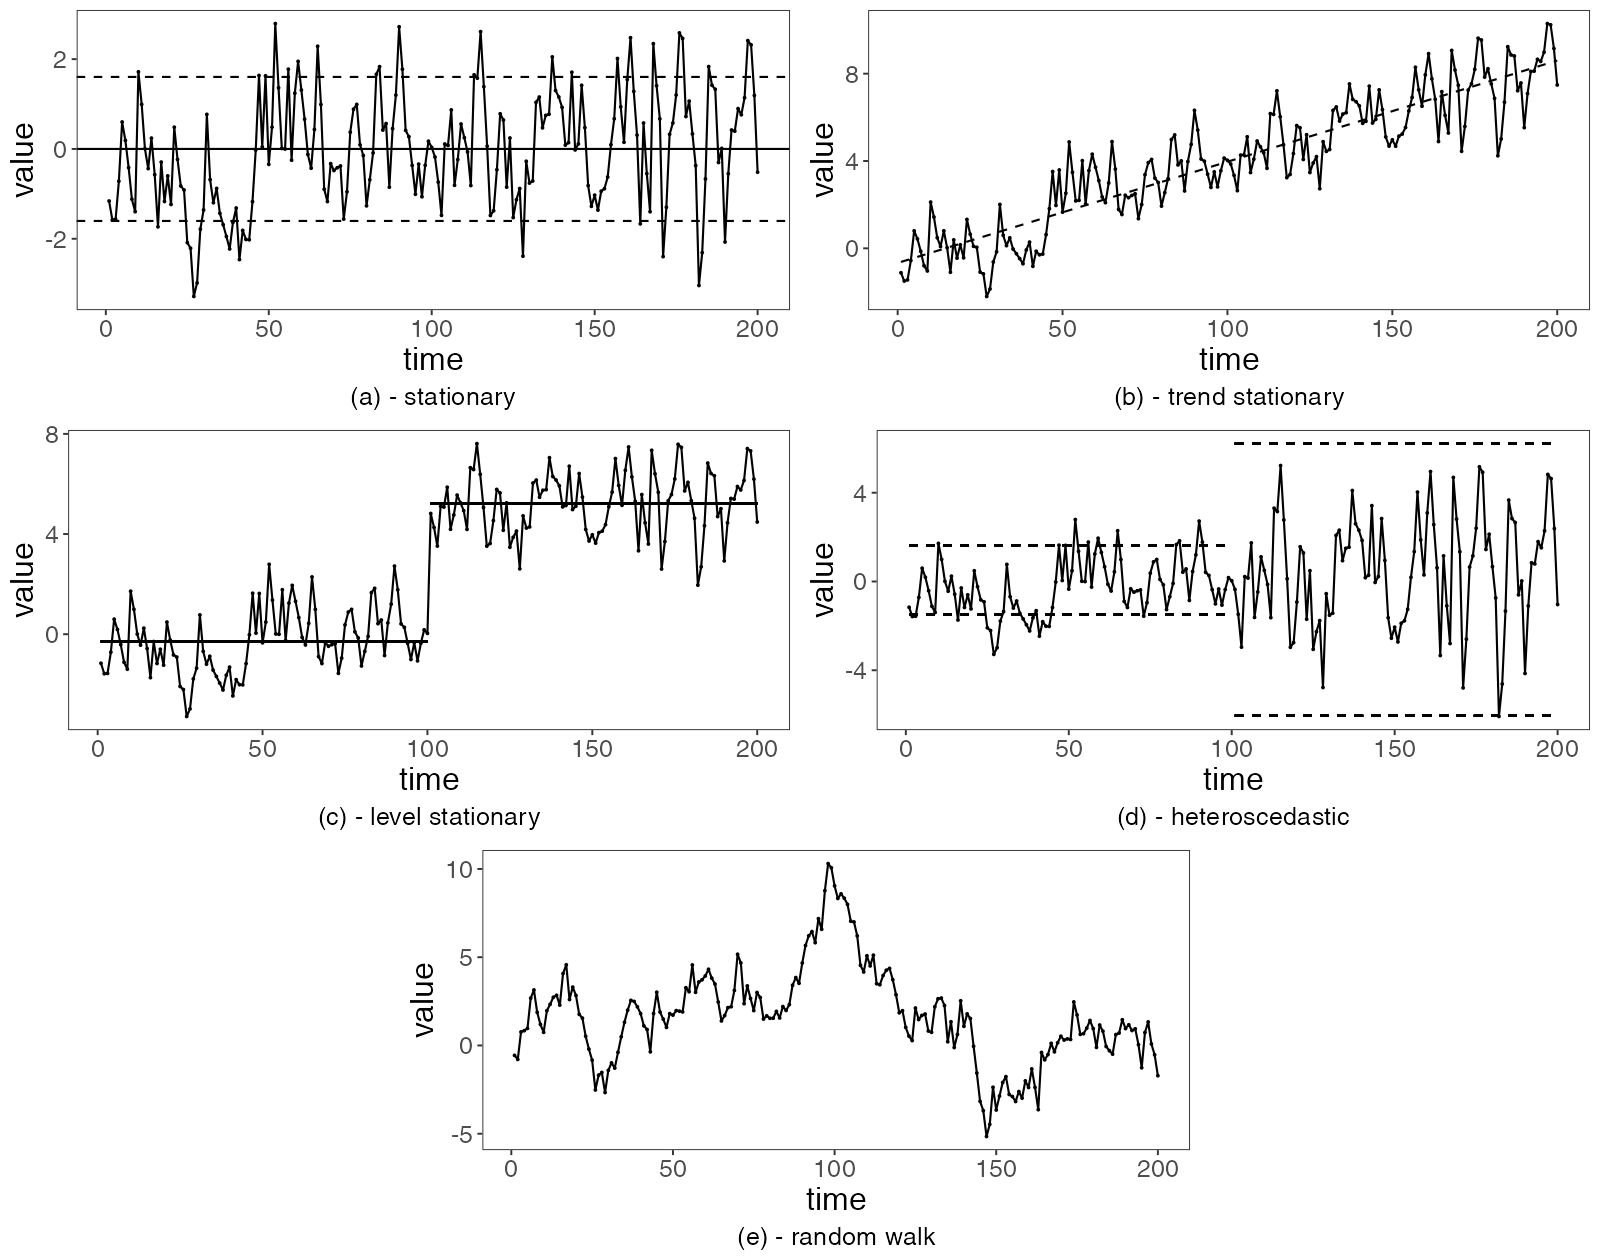 value
2
0
-2
0 50 100 150 200
time
(a) - stationary
value
8
4
0
0 50 100 150 200
time
(b) - trend stationary
value
8
4
0
0 50 100 150 200
time
(c) - level stationary
value
4
0
-4
0 50 100 150 200
time
(d) - heteroscedastic
value
10
5
0
-5
0 50 100 150 200
time
(e) - random walk